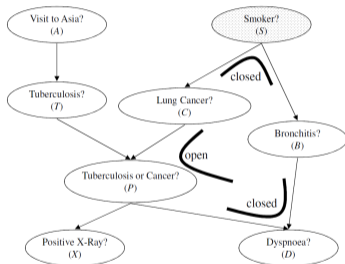 Visit to Asia?
(A)
Smoker?
(S)
closed
Tuberculosis?
(T)
Lung Cancer?
(C)
Bronchitis?
(B)
open
Tuberculosis or Cancer?
(P)
closed
Positive X-Ray?
(X)
Dyspnoea?
(D)